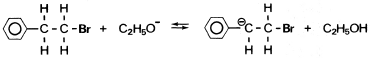 H H H H
C—C—Br + C₂H₅O⁻ ⇌ C⊖—C—Br + C₂H₅OH
H H H H